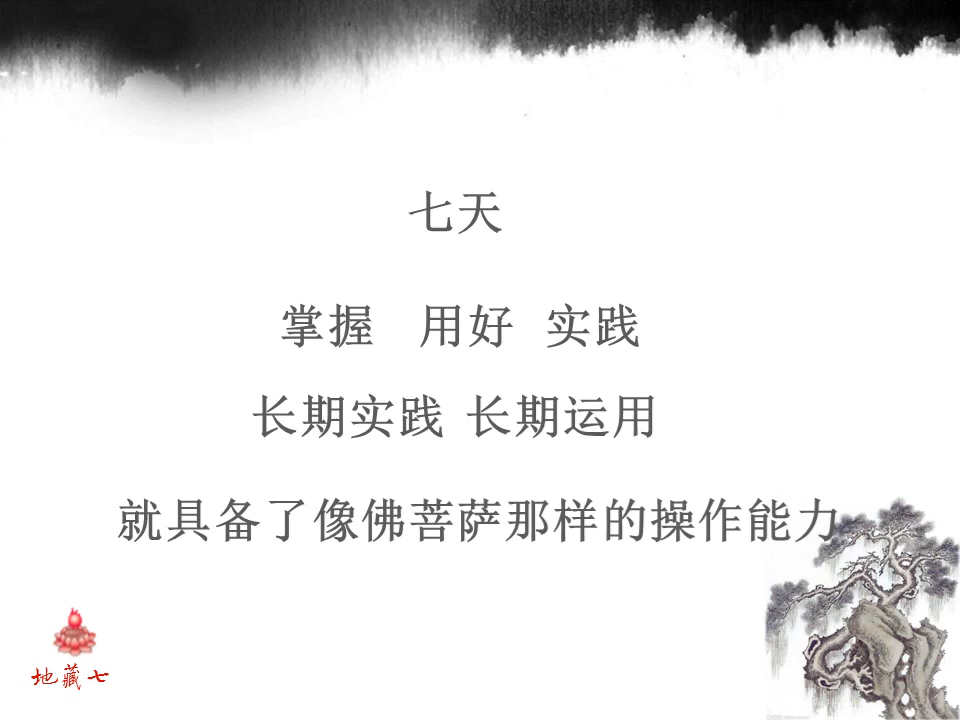 七天
掌握 用好 实践
长期实践 长期运用
就具备了像佛菩萨那样的操作能力
地藏七